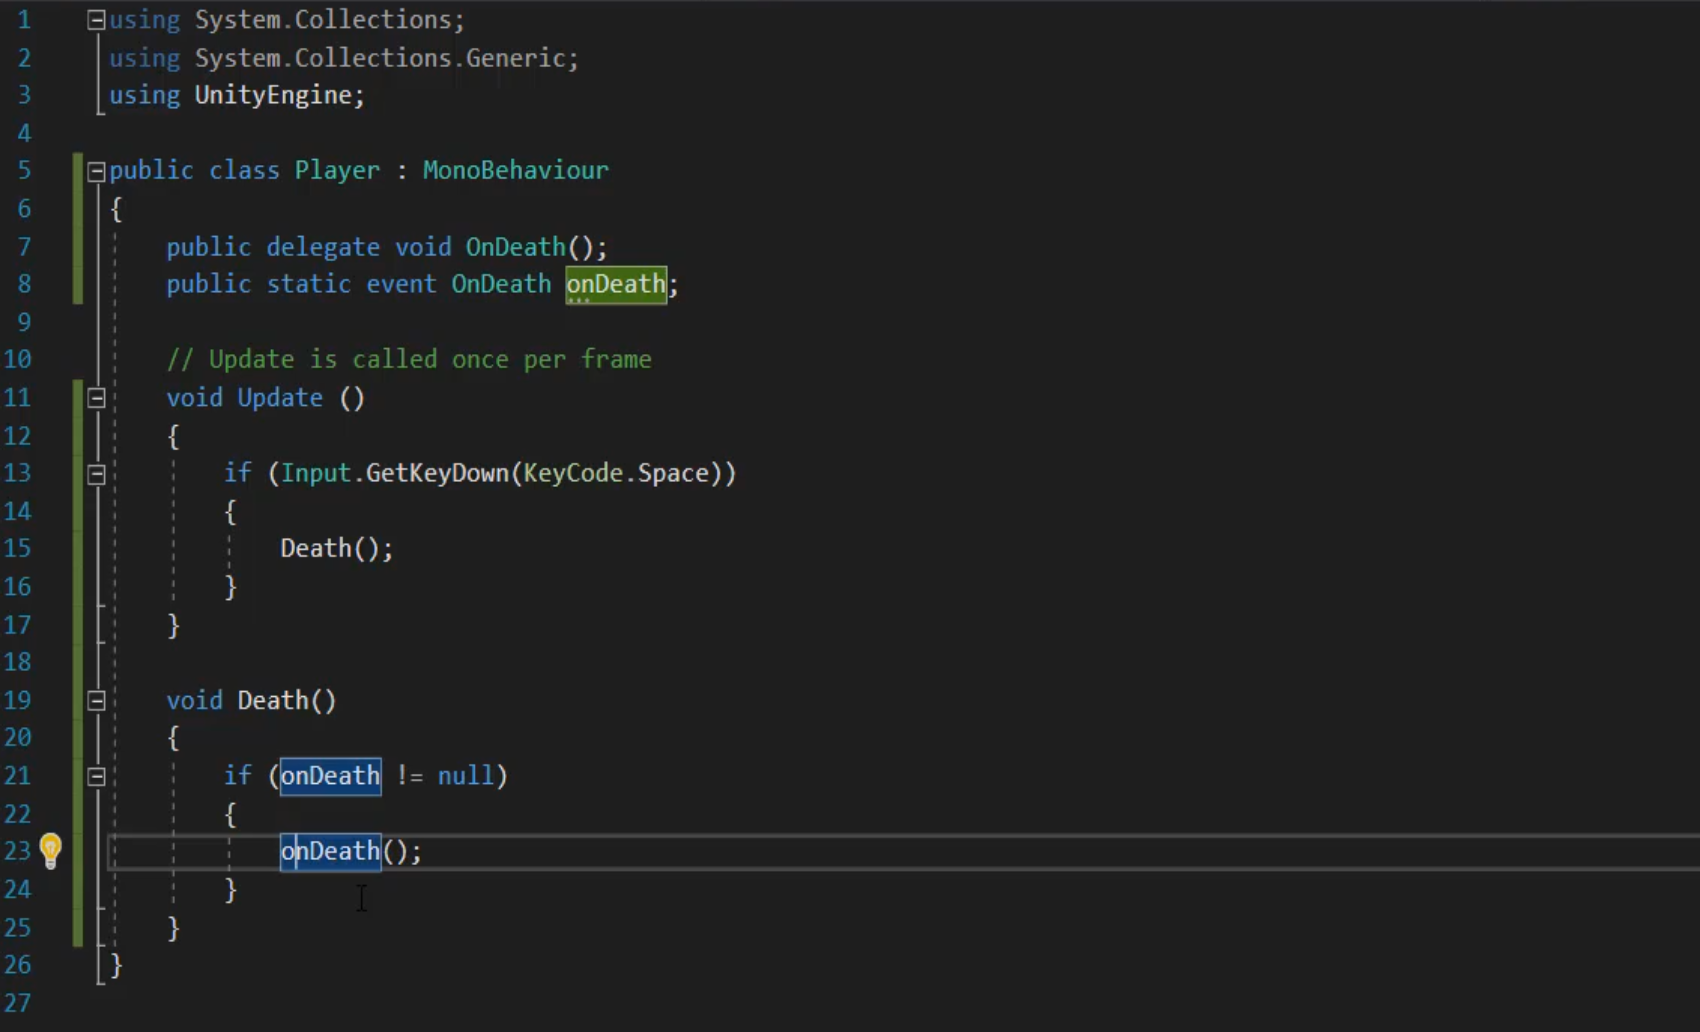 1 using System.Collections;
2 using System.Collections.Generic;
3 using UnityEngine;
4
5 public class Player : MonoBehaviour
6 {
7 public delegate void OnDeath();
8 public static event OnDeath onDeath;
9
10 // Update is called once per frame
11 void Update ()
12 {
13 if (Input.GetKeyDown(KeyCode.Space))
14 {
15 Death();
16 }
17 }
18
19 void Death()
20 {
21 if (onDeath != null)
22 {
23 onDeath();
24 }
25 }
26 }
27